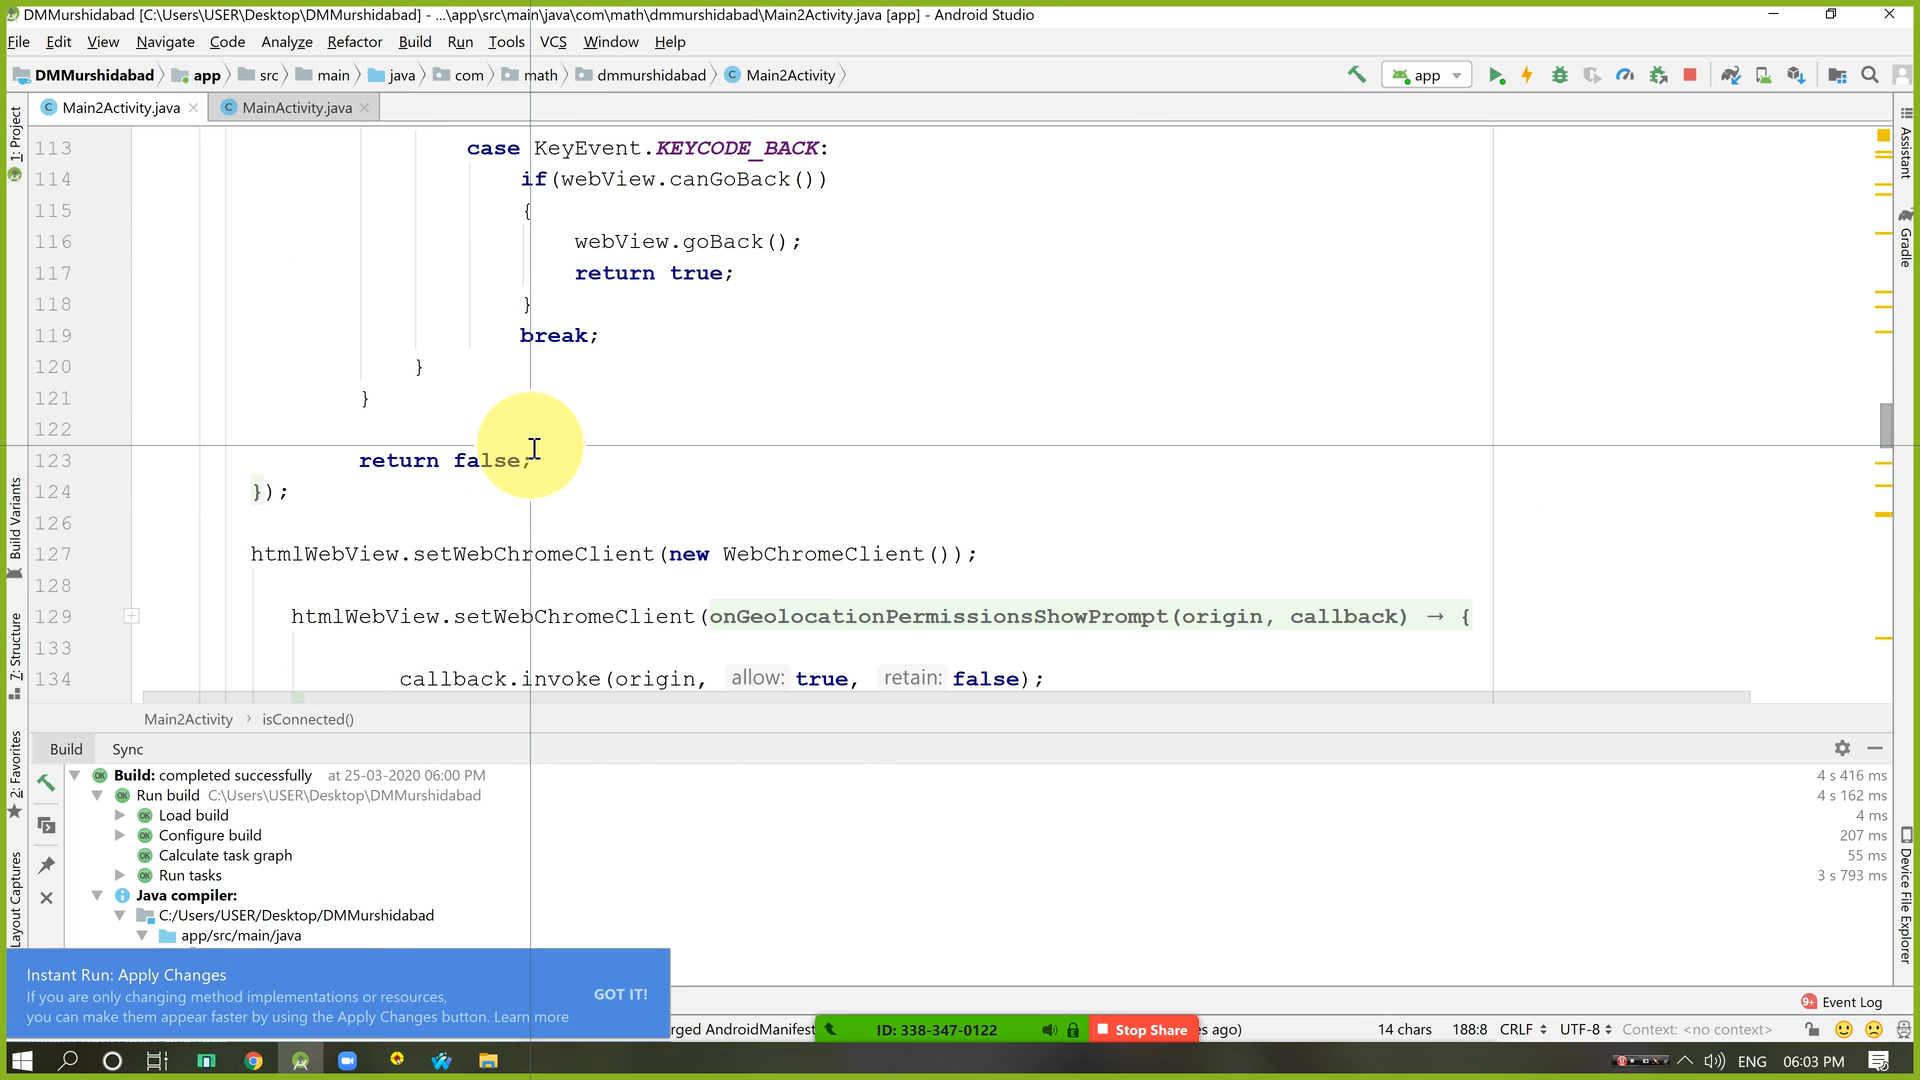 DMMurshidabad [C:\Users\USER\Desktop\DMMurshidabad] - ...\app\src\main\java\com\math\dmmurshidabad\Main2Activity.java [app] - Android Studio
File Edit View Navigate Code Analyze Refactor Build Run Tools VCS Window Help
DMMurshidabad app src main java com math dmmurshidabad Main2Activity app
Main2Activity.java MainActivity.java
1: Project
Build Variants
7: Structure
2: Favorites
Layout Captures
Assistant
Gradle
Device File Explorer
113 case KeyEvent.KEYCODE_BACK:
114 if(webView.canGoBack())
115 {
116 webView.goBack();
117 return true;
118 }
119 break;
120 }
121 }
122
123 return false;
124 });
126
127 htmlWebView.setWebChromeClient(new WebChromeClient());
128
129 htmlWebView.setWebChromeClient(onGeolocationPermissionsShowPrompt(origin, callback) → {
133
134 callback.invoke(origin, allow: true, retain: false);
Main2Activity › isConnected()
Build Sync
Build: completed successfully at 25-03-2020 06:00 PM 4 s 416 ms
Run build C:\Users\USER\Desktop\DMMurshidabad 4 s 162 ms
Load build 4 ms
Configure build 207 ms
Calculate task graph 55 ms
Run tasks 3 s 793 ms
Java compiler:
C:/Users/USER/Desktop/DMMurshidabad
app/src/main/java
Instant Run: Apply Changes
If you are only changing method implementations or resources,
you can make them appear faster by using the Apply Changes button. Learn more
GOT IT!
9+ Event Log
rged AndroidManifest ID: 338-347-0122 Stop Share s ago) 14 chars 188:8 CRLF UTF-8 Context: <no context>
ENG 06:03 PM